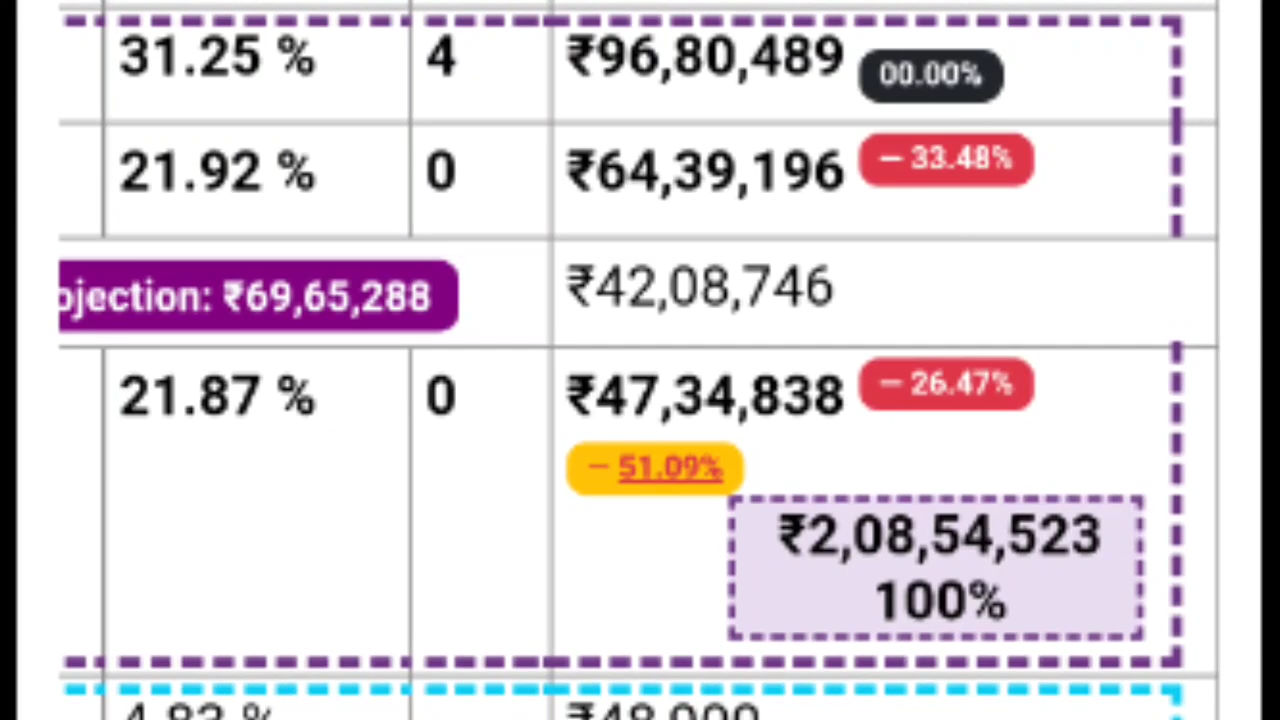 31.25 % 4 ₹96,80,489 00.00%
21.92 % 0 ₹64,39,196 – 33.48%
₹69,65,288 ₹42,08,746
21.87 % 0 ₹47,34,838 – 26.47%
– 51.09%
₹2,08,54,523
100%